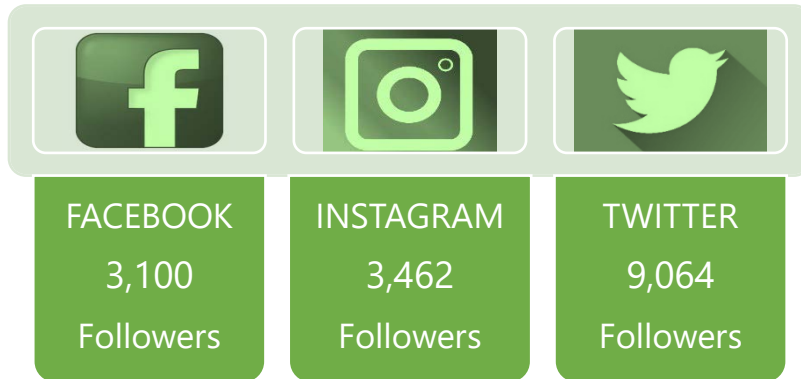 FACEBOOK
3,100
Followers
INSTAGRAM
3,462
Followers
TWITTER
9,064
Followers